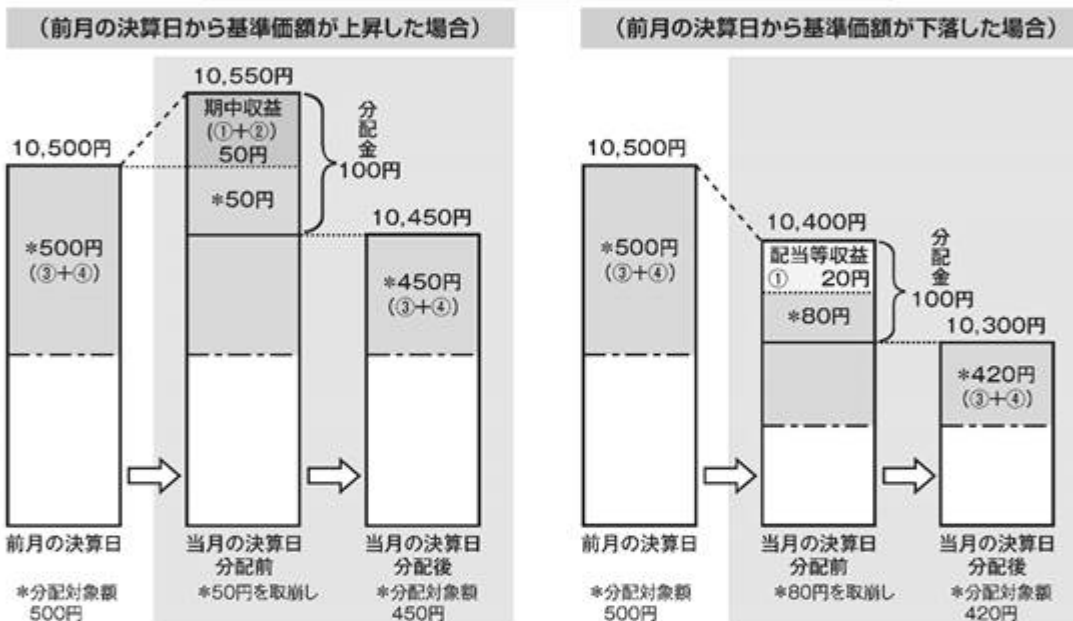 (前月の決算日から基準価額が上昇した場合)
10,550円
期中収益
(①+②)
50円
*50円
分配金
100円
10,500円
*500円
(③+④)
10,450円
*450円
(③+④)
前月の決算日
当月の決算日
分配前
当月の決算日
分配後
*分配対象額
500円
*50円を取崩し
*分配対象額
450円
(前月の決算日から基準価額が下落した場合)
10,500円
*500円
(③+④)
10,400円
配当等収益
① 20円
*80円
分配金
100円
10,300円
*420円
(③+④)
前月の決算日
当月の決算日
分配前
当月の決算日
分配後
*分配対象額
500円
*80円を取崩し
*分配対象額
420円